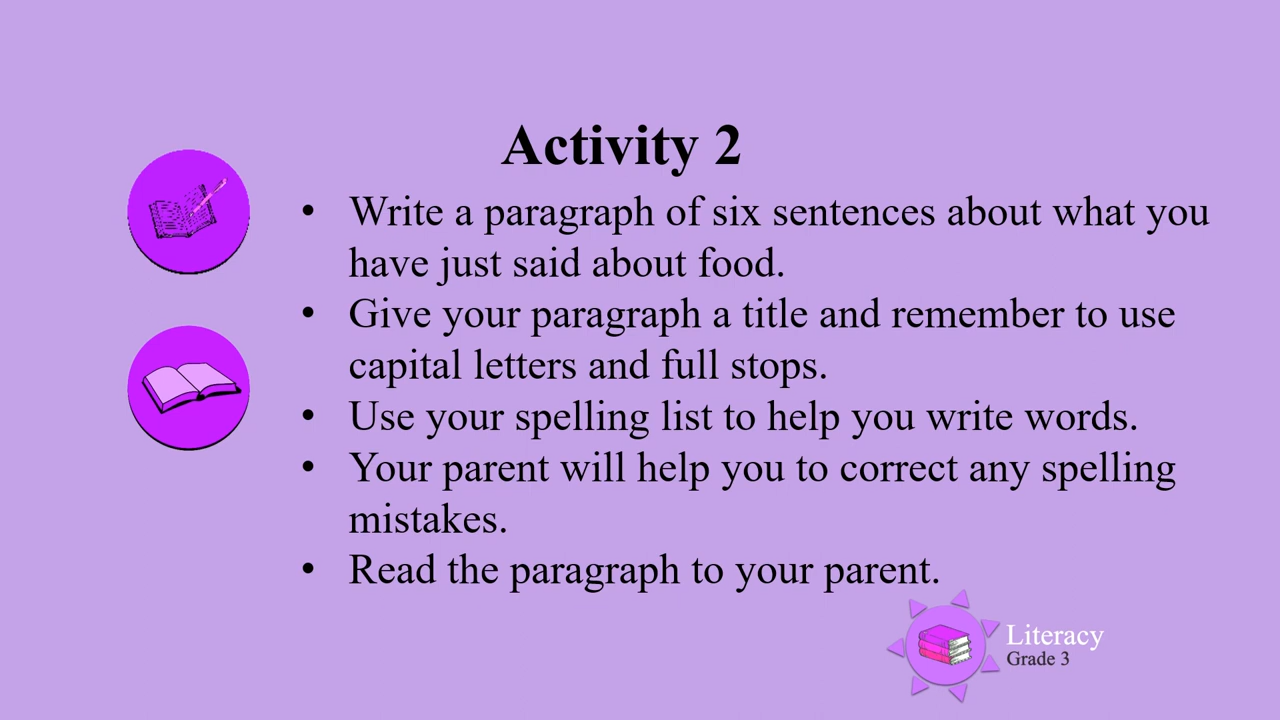 Activity 2
• Write a paragraph of six sentences about what you
have just said about food.
• Give your paragraph a title and remember to use
capital letters and full stops.
• Use your spelling list to help you write words.
• Your parent will help you to correct any spelling
mistakes.
• Read the paragraph to your parent.
Literacy
Grade 3